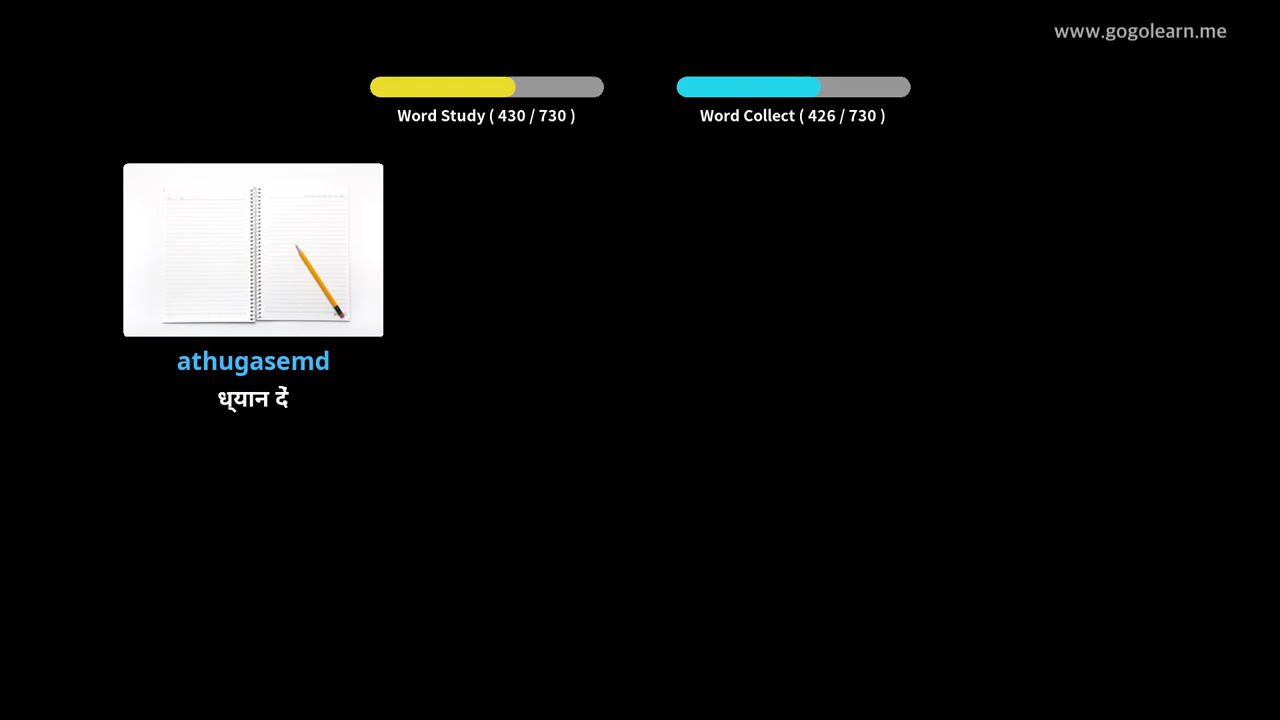 www.gogolearn.me
Word Study ( 430 / 730 )
Word Collect ( 426 / 730 )
athugasemd
ध्यान दें